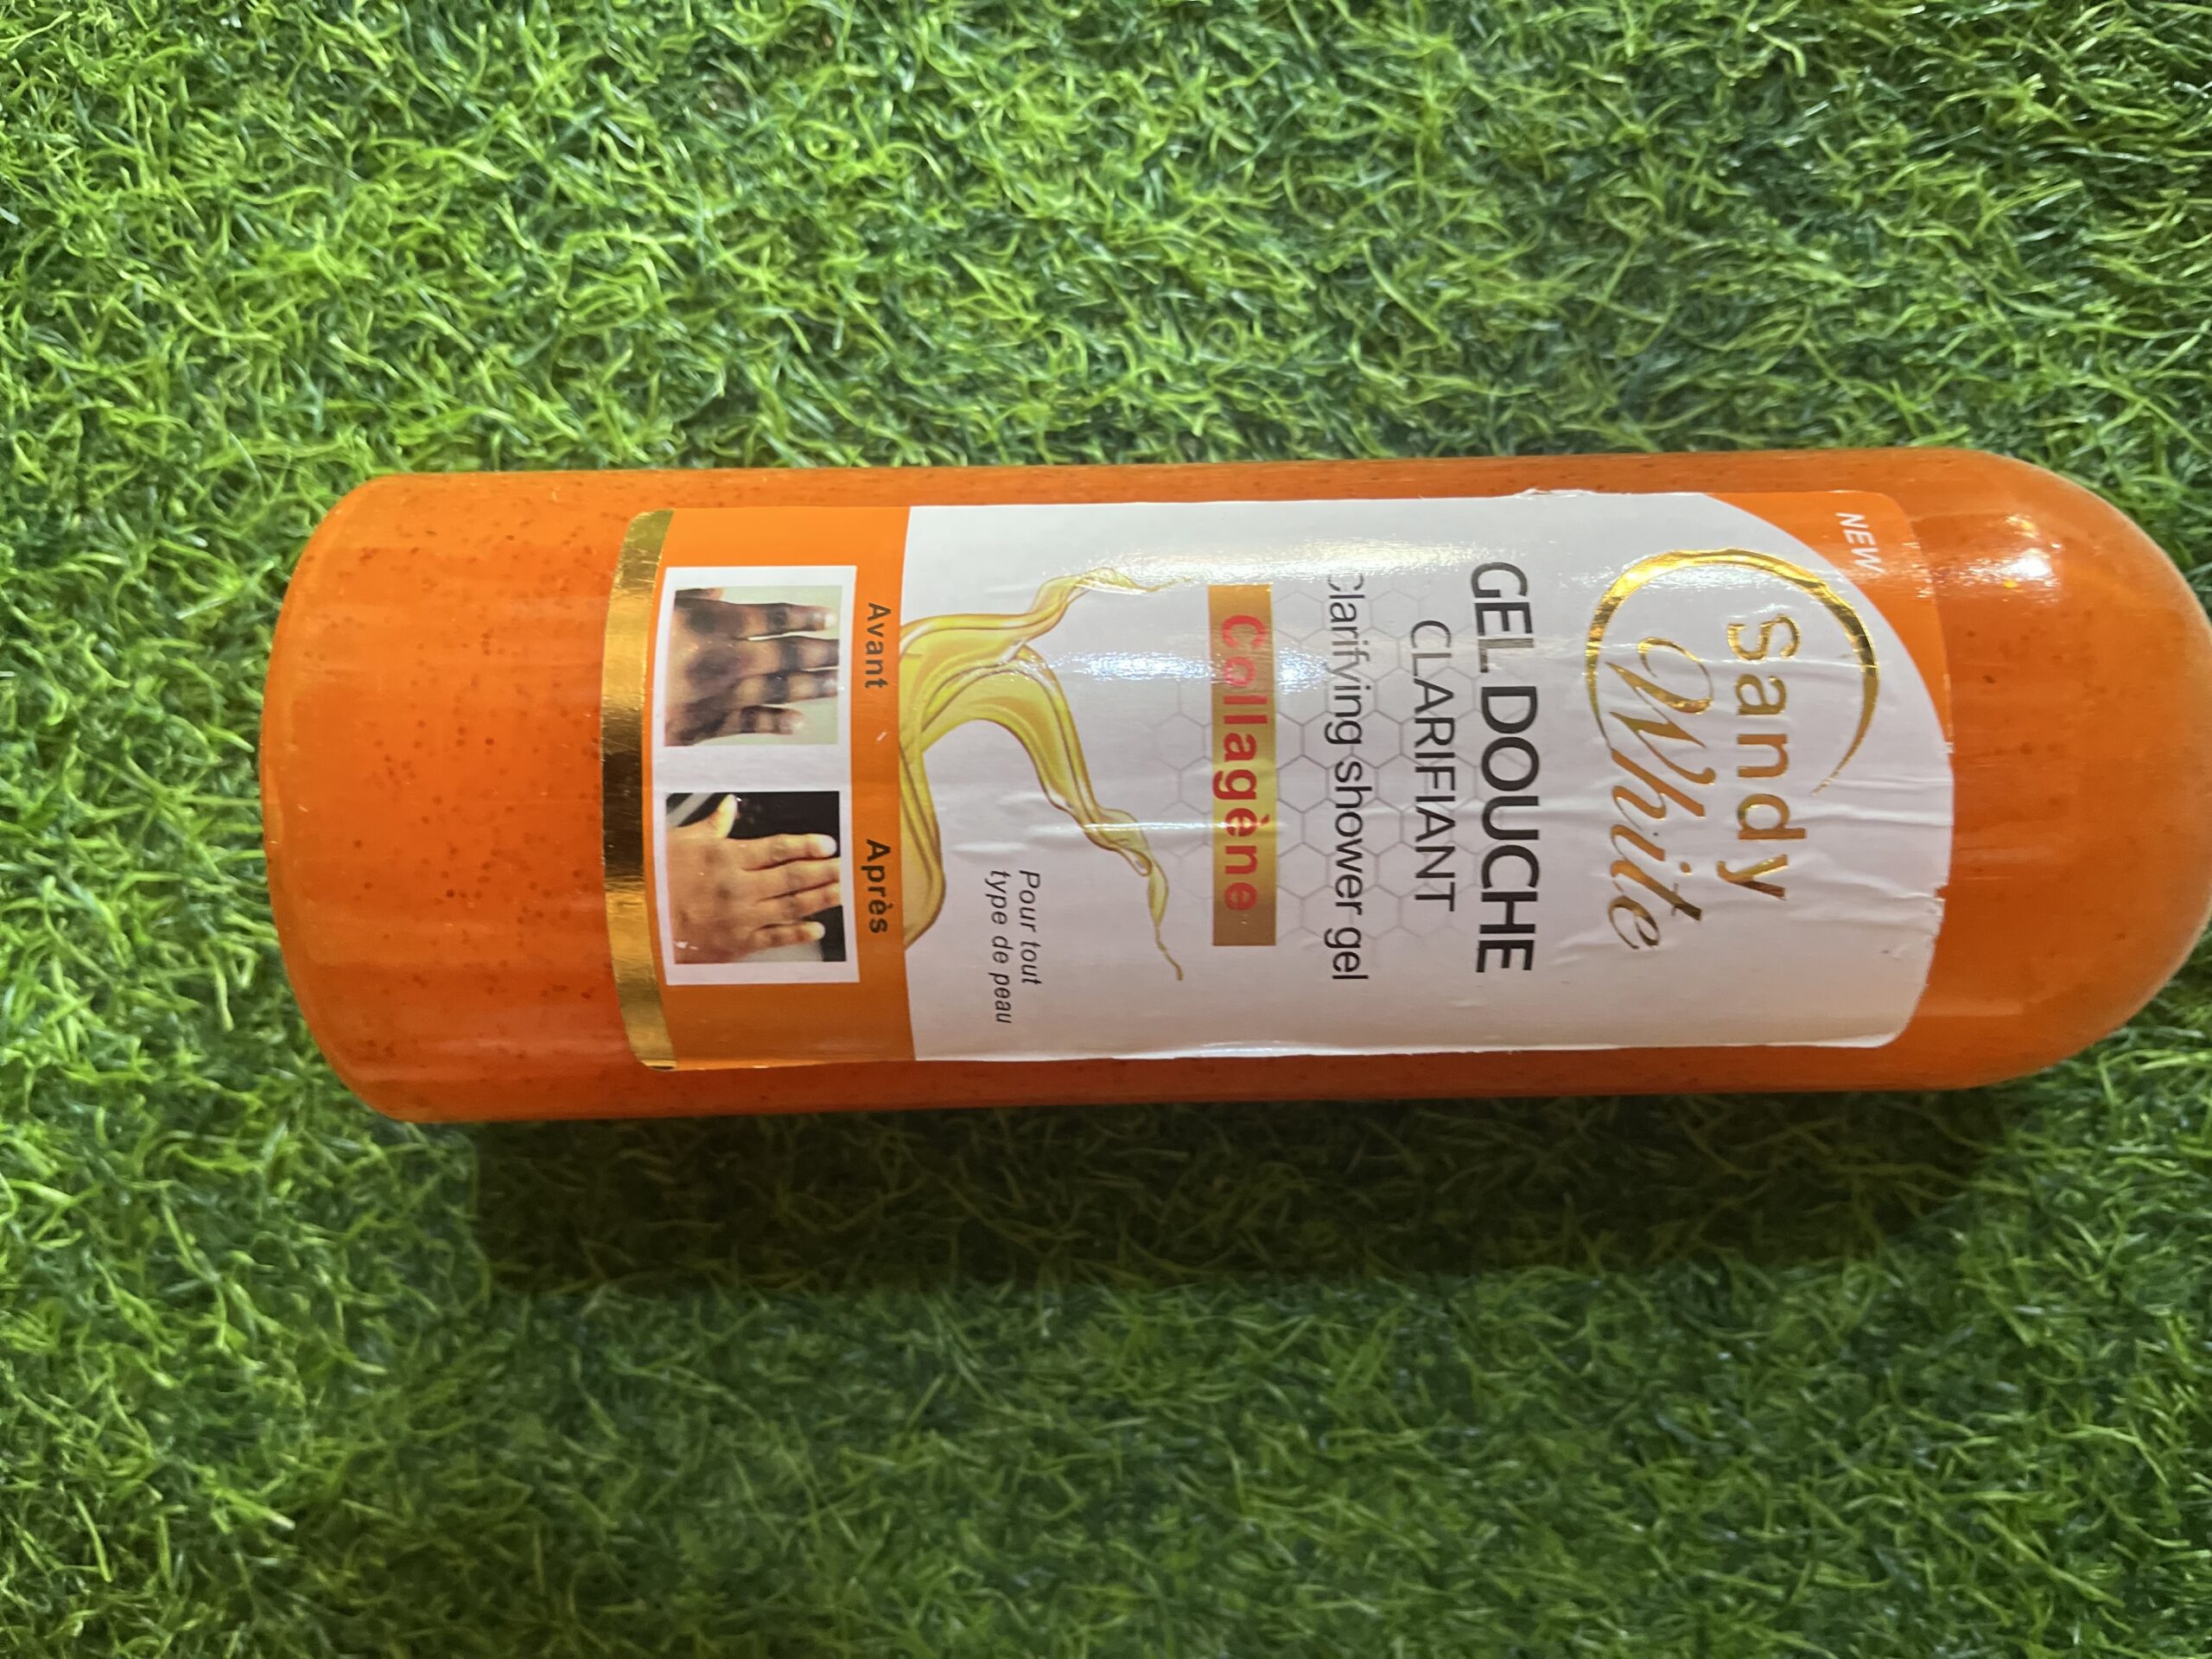 NEW
Sandy
White
GEL DOUCHE
CLARIFIANT
Clarifying shower gel
Collagène
Pour tout
type de peau
Avant
Après